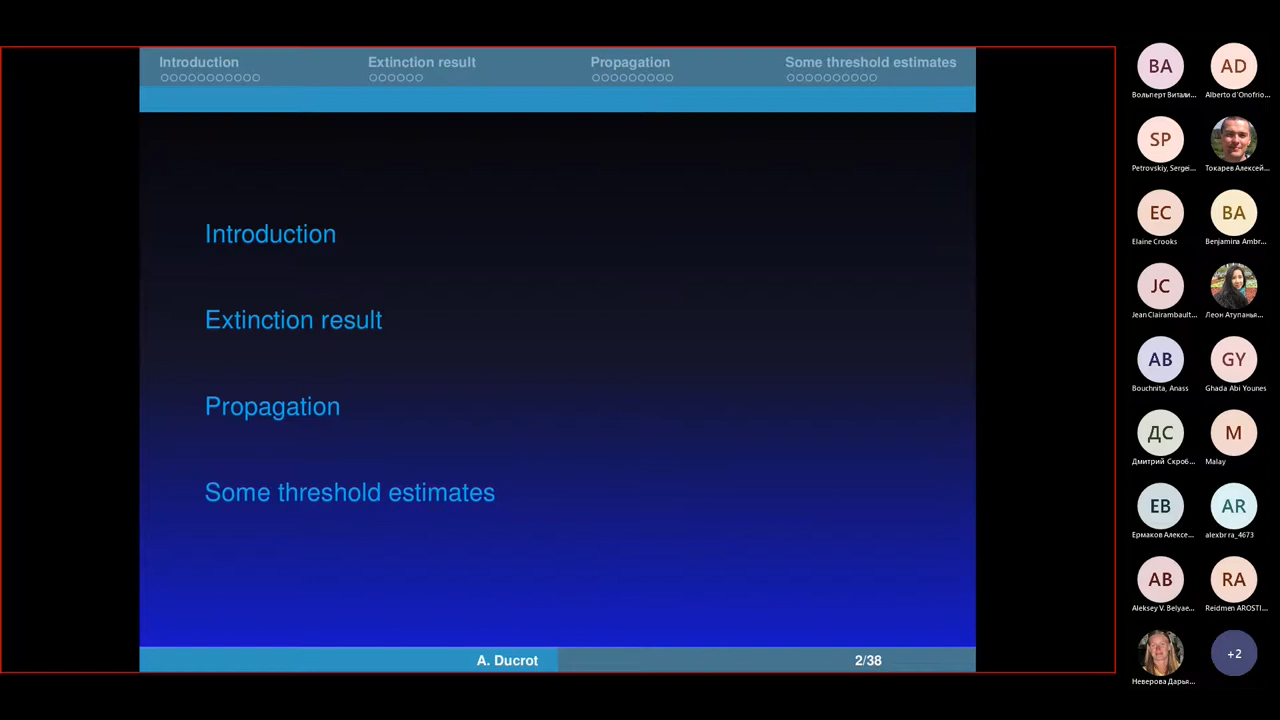 Introduction
Extinction result
Propagation
Some threshold estimates
Introduction
Extinction result
Propagation
Some threshold estimates
A. Ducrot
2/38
BA
AD
Вольперт Витали...
Alberto d'Onofrio...
SP
Petrovskiy, Sergei...
Токарев Алексей...
EC
BA
Elaine Crooks
Benjamina Ambr...
JC
Jean Clairambault...
Леон Атупанья...
AB
GY
Bouchnita, Anass
Ghada Abi Younes
ДС
M
Дмитрий Скроб...
Malay
EB
AR
Ермаков Алексе...
alexbrra_4673
AB
RA
Aleksey V. Belyae...
Reidmen AROSTI...
+2
Неверова Дарья...